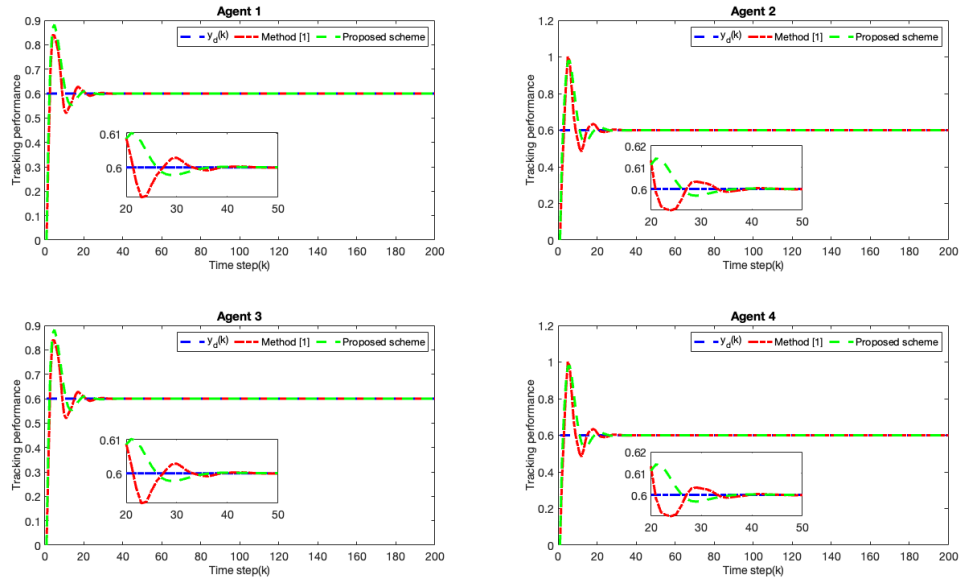 Agent 1
y_d(k) Method [1] Proposed scheme
Tracking performance
0.9
0.8
0.7
0.6
0.5
0.4
0.3
0.2
0.1
0
0.61
0.6
20 30 40 50
0 20 40 60 80 100 120 140 160 180 200
Time step(k)
Agent 2
y_d(k) Method [1] Proposed scheme
Tracking performance
1.2
1
0.8
0.6
0.4
0.2
0
0.62
0.61
0.6
20 30 40 50
0 20 40 60 80 100 120 140 160 180 200
Time step(k)
Agent 3
y_d(k) Method [1] Proposed scheme
Tracking performance
0.9
0.8
0.7
0.6
0.5
0.4
0.3
0.2
0.1
0
0.61
0.6
20 30 40 50
0 20 40 60 80 100 120 140 160 180 200
Time step(k)
Agent 4
y_d(k) Method [1] Proposed scheme
Tracking performance
1.2
1
0.8
0.6
0.4
0.2
0
0.62
0.61
0.6
20 30 40 50
0 20 40 60 80 100 120 140 160 180 200
Time step(k)